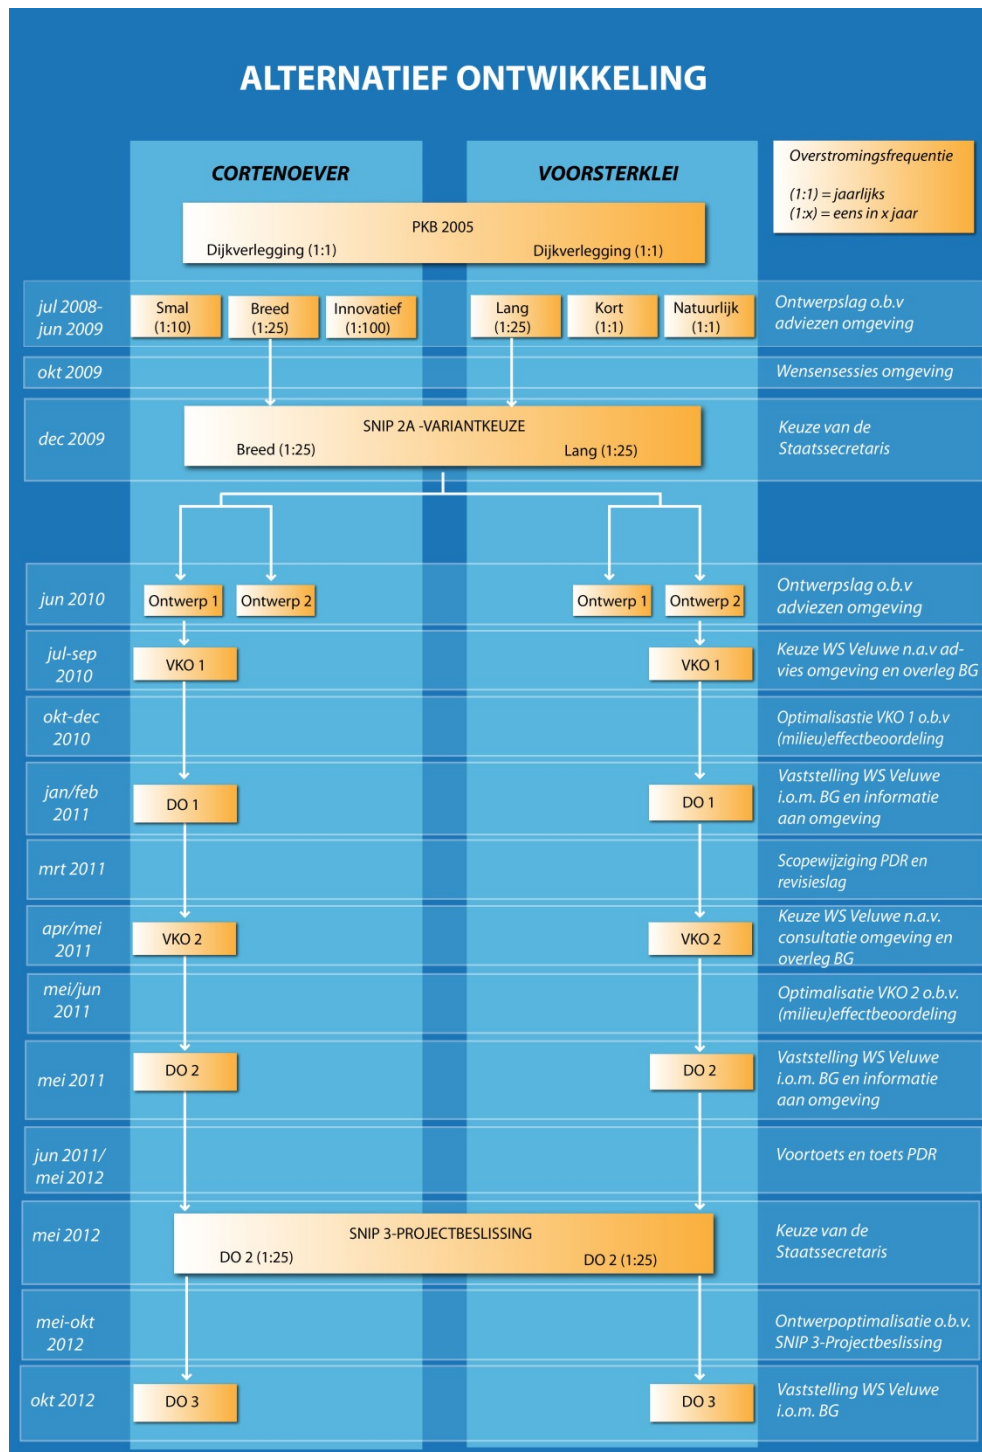 ALTERNATIEF ONTWIKKELING
CORTENOEVER
VOORSTERKLEI
Overstromingsfrequentie
(1:1) = jaarlijks
(1:x) = eens in x jaar
PKB 2005
Dijkverlegging (1:1)
Dijkverlegging (1:1)
jul 2008-
jun 2009
Smal
(1:10)
Breed
(1:25)
Innovatief
(1:100)
Lang
(1:25)
Kort
(1:1)
Natuurlijk
(1:1)
Ontwerpslag o.b.v
adviezen omgeving
okt 2009
Wensensessies omgeving
dec 2009
SNIP 2A -VARIANTKEUZE
Breed (1:25)
Lang (1:25)
Keuze van de
Staatssecretaris
jun 2010
Ontwerp 1
Ontwerp 2
Ontwerp 1
Ontwerp 2
Ontwerpslag o.b.v
adviezen omgeving
jul-sep
2010
VKO 1
VKO 1
Keuze WS Veluwe n.a.v ad-
vies omgeving en overleg BG
okt-dec
2010
Optimalisastie VKO 1 o.b.v
(milieu)effectbeoordeling
jan/feb
2011
DO 1
DO 1
Vaststelling WS Veluwe
i.o.m. BG en informatie
aan omgeving
mrt 2011
Scopewijziging PDR en
revisieslag
apr/mei
2011
VKO 2
VKO 2
Keuze WS Veluwe n.a.v.
consultatie omgeving en
overleg BG
mei/jun
2011
Optimalisatie VKO 2 o.b.v.
(milieu)effectbeoordeling
mei 2011
DO 2
DO 2
Vaststelling WS Veluwe
i.o.m. BG en informatie
aan omgeving
jun 2011/
mei 2012
Voortoets en toets PDR
mei 2012
SNIP 3-PROJECTBESLISSING
DO 2 (1:25)
DO 2 (1:25)
Keuze van de
Staatssecretaris
mei-okt
2012
Ontwerpoptimalisatie o.b.v.
SNIP 3-Projectbeslissing
okt 2012
DO 3
DO 3
Vaststelling WS Veluwe
i.o.m. BG